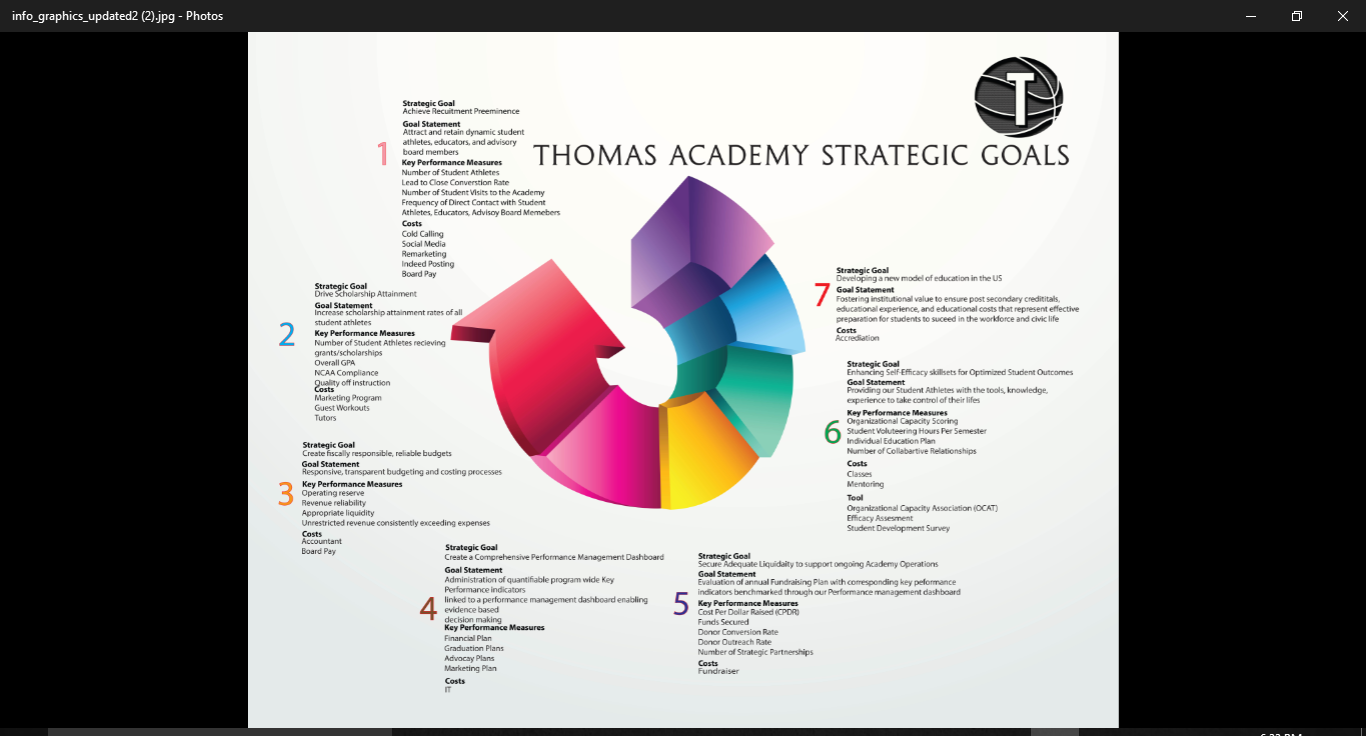 info_graphics_updated2 (2).jpg - Photos
T
THOMAS ACADEMY STRATEGIC GOALS
1
Strategic Goal
Achieve Recuitment Preeminence
Goal Statement
Attract and retain dynamic student
athletes, educators, and advisory
board members
Key Performance Measures
Number of Student Athletes
Lead to Close Converstion Rate
Number of Student Visits to the Academy
Frequency of Direct Contact with Student
Athletes, Educators, Advisoy Board Memebers
Costs
Cold Calling
Social Media
Remarketing
Indeed Posting
Board Pay
2
Strategic Goal
Drive Scholarship Attainment
Goal Statement
Increase scholarship attainment rates of all
student athletes
Key Performance Measures
Number of Student Athletes recieving
grants/scholarships
Overall GPA
NCAA Compliance
Quality off instruction
Costs
Marketing Program
Guest Workouts
Tutors
3
Strategic Goal
Create fiscally responsible, reliable budgets
Goal Statement
Responsive, transparent budgeting and costing processes
Key Performance Measures
Operating reserve
Revenue reliability
Appropriate liquidity
Unrestricted revenue consistently exceeding expenses
Costs
Accountant
Board Pay
4
Strategic Goal
Create a Comprehensive Performance Management Dashboard
Goal Statement
Administration of quantifiable program wide Key
Performance indicators
linked to a performance management dashboard enabling
evidence based
decision making
Key Performance Measures
Financial Plan
Graduation Plans
Advocay Plans
Marketing Plan
Costs
IT
5
Strategic Goal
Secure Adequate Liquidaity to support ongoing Academy Operations
Goal Statement
Evaluation of annual Fundraising Plan with corresponding key peformance
indicators benchmarked through our Performance management dashboard
Key Performance Measures
Cost Per Dollar Raised (CPDR)
Funds Secured
Donor Conversion Rate
Donor Outreach Rate
Number of Strategic Partnerships
Costs
Fundraiser
6
Strategic Goal
Enhancing Self-Efficacy skillsets for Optimized Student Outcomes
Goal Statement
Providing our Student Athletes with the tools, knowledge,
experience to take control of their lifes
Key Performance Measures
Organizational Capacity Scoring
Student Voluteering Hours Per Semester
Individual Education Plan
Number of Collabartive Relationships
Costs
Classes
Mentoring
Tool
Organizational Capacity Association (OCAT)
Efficacy Assesment
Student Development Survey
7
Strategic Goal
Developing a new model of education in the US
Goal Statement
Fostering institutional value to ensure post secondary credititals,
educational experience, and educational costs that represent effective
preparation for students to suceed in the workforce and civic life
Costs
Accrediation